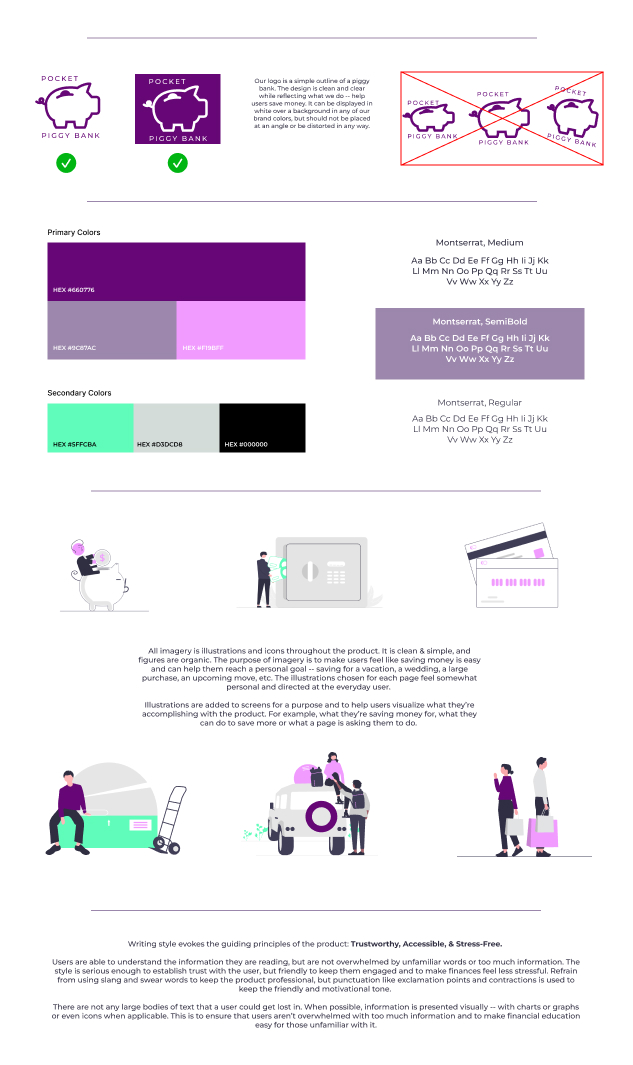 POCKET
PIGGY BANK
POCKET
PIGGY BANK
Our logo is a simple outline of a piggy
bank. The design is clean and clear
while reflecting what we do -- help
users save money. It can be displayed in
white over a background in any of our
brand colors, but should not be placed
at an angle or be distorted in any way.
POCKET
PIGGY BANK
POCKET
PIGGY BANK
POCKET
PIGGY BANK
Primary Colors
HEX #660776
HEX #9C87AC
HEX #F19BFF
Secondary Colors
HEX #5FFCBA
HEX #D3DCD8
HEX #000000
Montserrat, Medium
Aa Bb Cc Dd Ee Ff Gg Hh Ii Jj Kk
Ll Mm Nn Oo Pp Qq Rr Ss Tt Uu
Vv Ww Xx Yy Zz
Montserrat, SemiBold
Aa Bb Cc Dd Ee Ff Gg Hh Ii Jj Kk
Ll Mm Nn Oo Pp Qq Rr Ss Tt Uu
Vv Ww Xx Yy Zz
Montserrat, Regular
Aa Bb Cc Dd Ee Ff Gg Hh Ii Jj Kk
Ll Mm Nn Oo Pp Qq Rr Ss Tt Uu
Vv Ww Xx Yy Zz
$
All imagery is illustrations and icons throughout the product. It is clean & simple, and
figures are organic. The purpose of imagery is to make users feel like saving money is easy
and can help them reach a personal goal -- saving for a vacation, a wedding, a large
purchase, an upcoming move, etc. The illustrations chosen for each page feel somewhat
personal and directed at the everyday user.
Illustrations are added to screens for a purpose and to help users visualize what they're
accomplishing with the product. For example, what they're saving money for, what they
can do to save more or what a page is asking them to do.
Writing style evokes the guiding principles of the product: Trustworthy, Accessible, & Stress-Free.
Users are able to understand the information they are reading, but are not overwhelmed by unfamiliar words or too much information. The
style is serious enough to establish trust with the user, but friendly to keep them engaged and to make finances feel less stressful. Refrain
from using slang and swear words to keep the product professional, but punctuation like exclamation points and contractions is used to
keep the friendly and motivational tone.
There are not any large bodies of text that a user could get lost in. When possible, information is presented visually -- with charts or graphs
or even icons when applicable. This is to ensure that users aren't overwhelmed with too much information and to make financial education
easy for those unfamiliar with it.